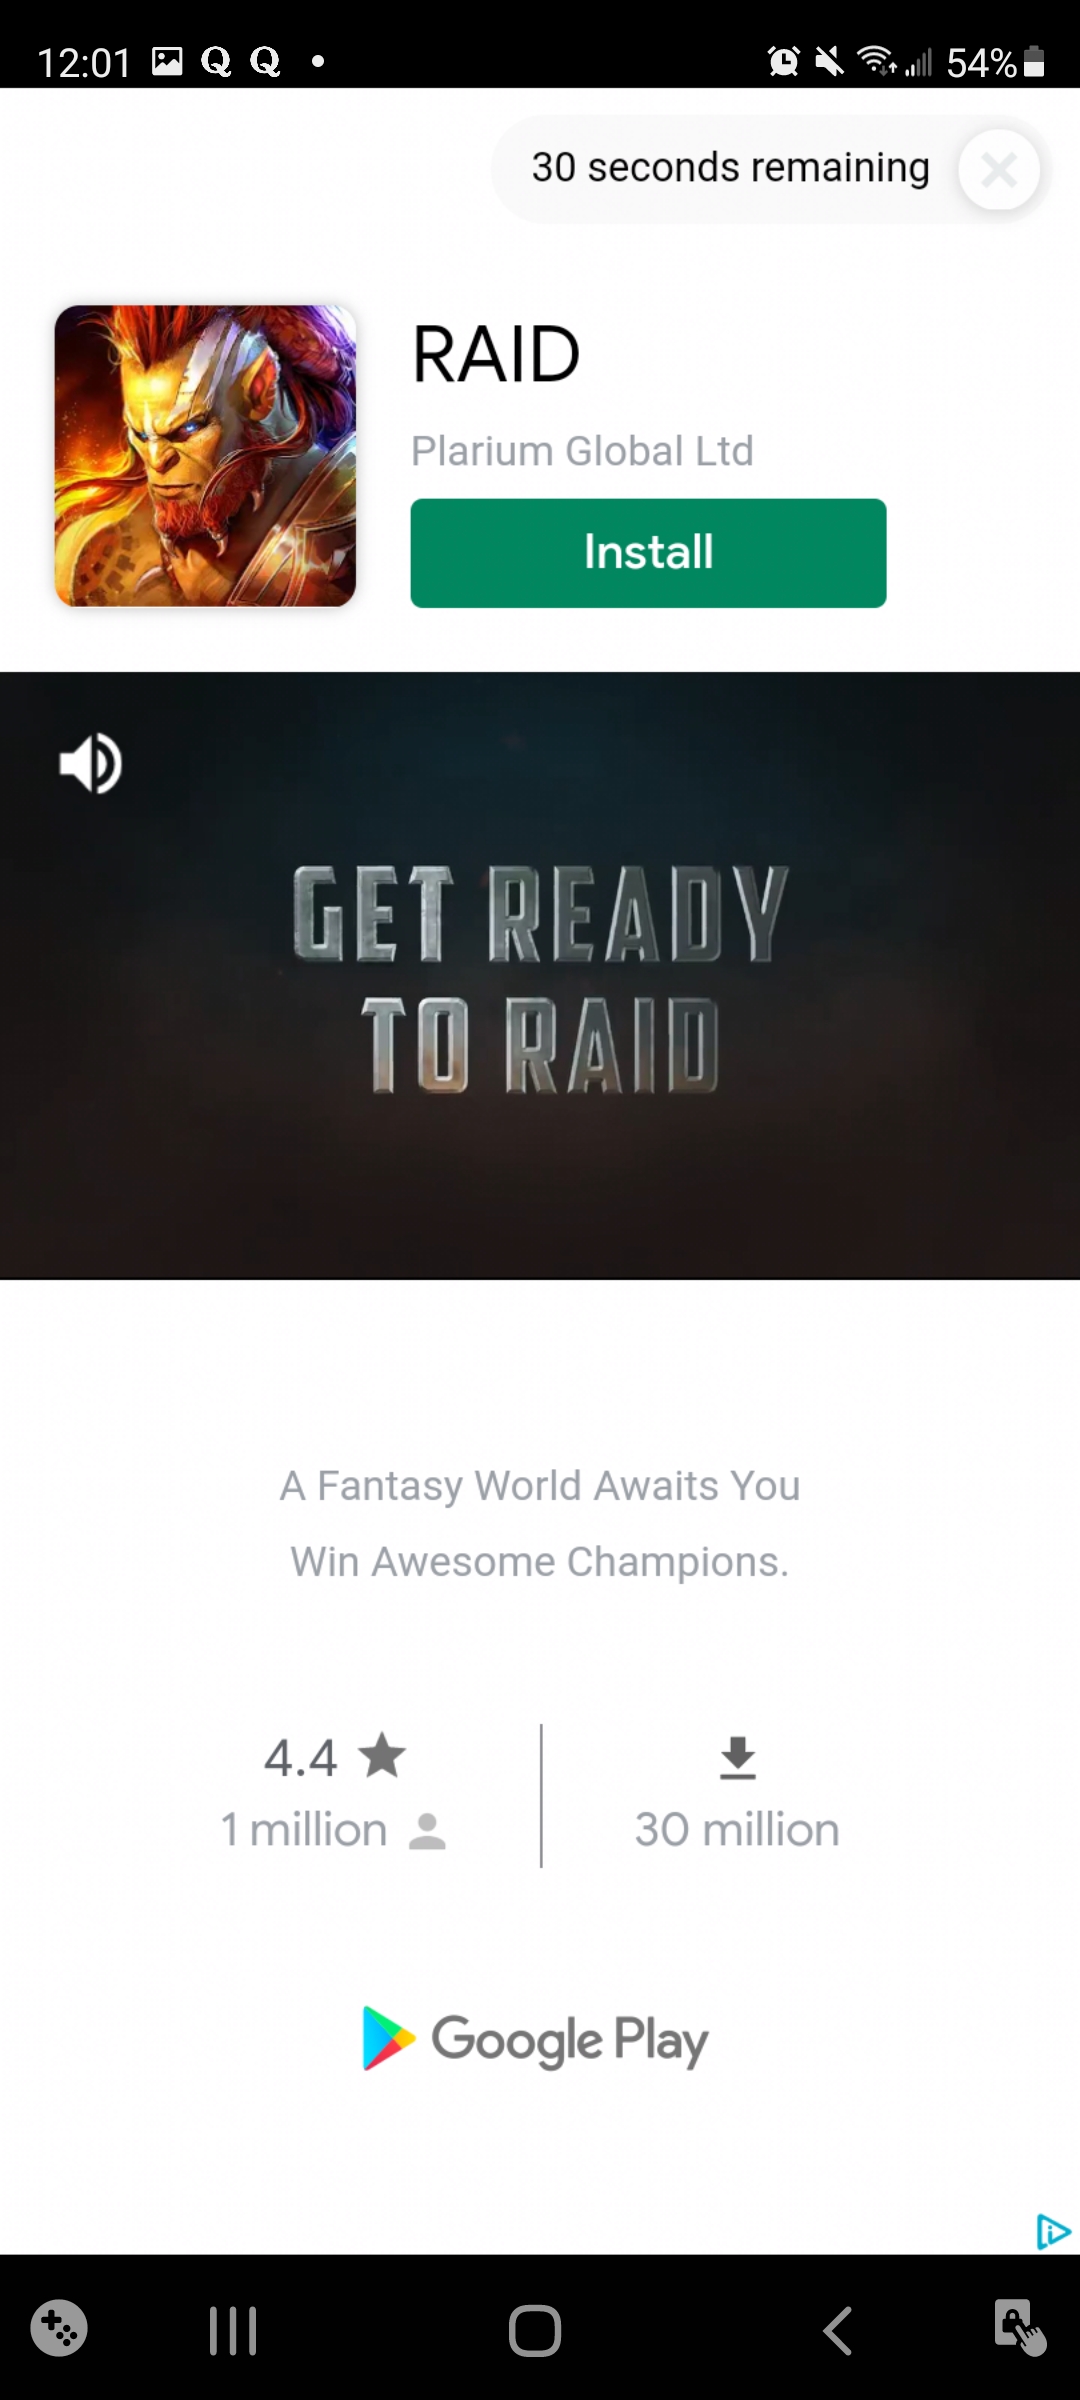 12:01 Q Q 54%
30 seconds remaining
RAID
Plarium Global Ltd
Install
GET READY
TO RAID
A Fantasy World Awaits You
Win Awesome Champions.
4.4
1 million
30 million
Google Play